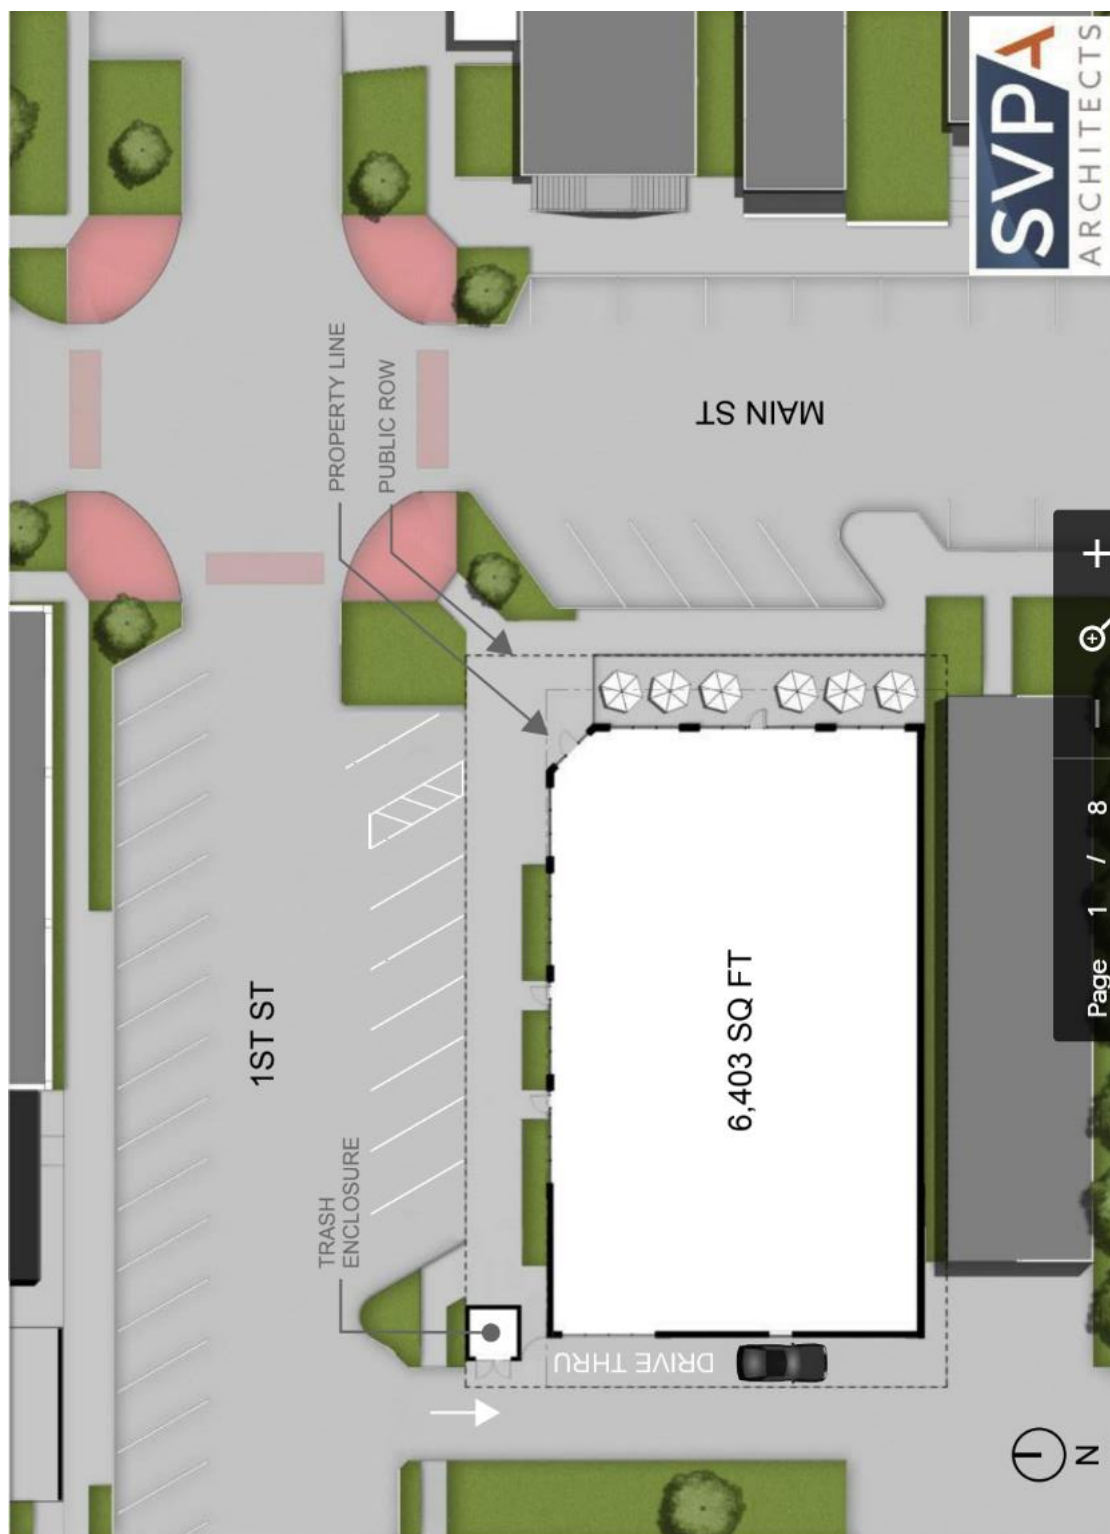 SVPA
ARCHITECTS
PROPERTY LINE
PUBLIC ROW
MAIN ST
1ST ST
6,403 SQ FT
TRASH
ENCLOSURE
DRIVE THRU
N
Page 1 / 8